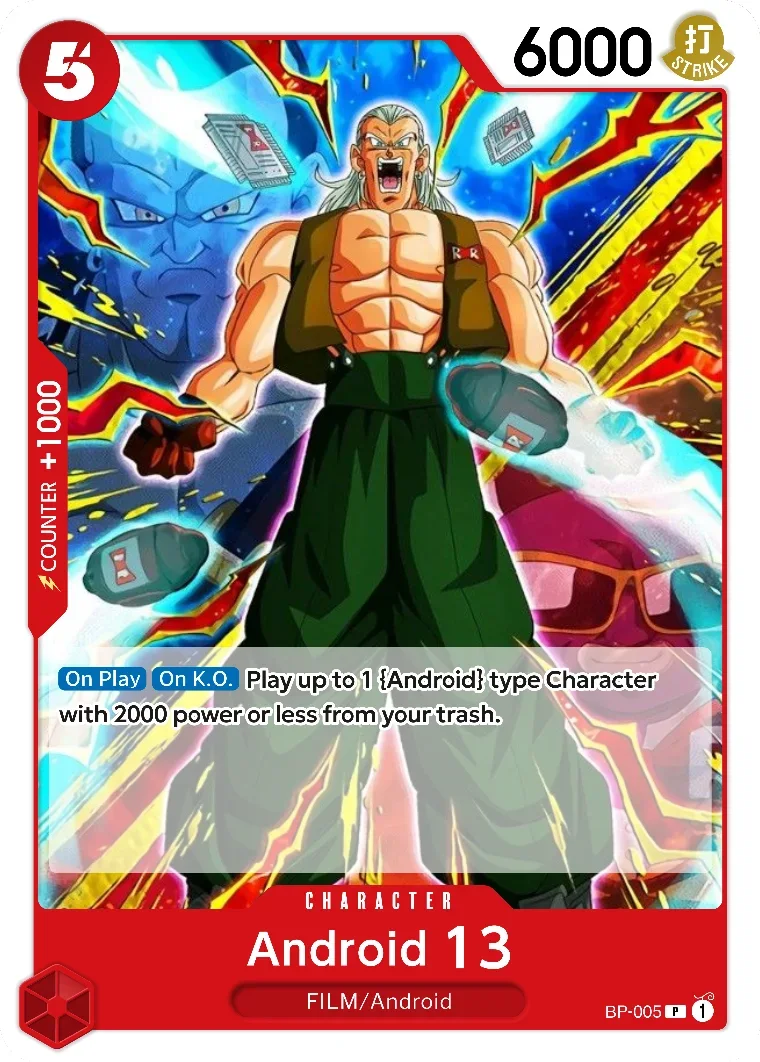 5
6000
打
STRIKE
R R
COUNTER +1000
On Play On K.O. Play up to 1 {Android} type Character
with 2000 power or less from your trash.
CHARACTER
Android 13
FILM/Android
BP-005 P 1